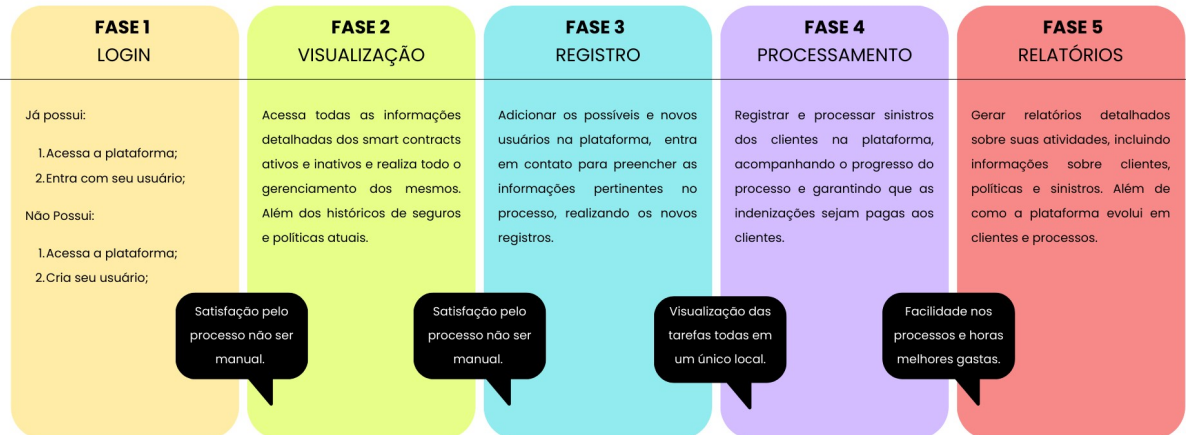 FASE 1
LOGIN
Já possui:
1.Acessa a plataforma;
2.Entra com seu usuário;
Não Possui:
1.Acessa a plataforma;
2.Cria seu usuário;
FASE 2
VISUALIZAÇÃO
Acessa todas as informações
detalhadas dos smart contracts
ativos e inativos e realiza todo o
gerenciamento dos mesmos.
Além dos históricos de seguros
e políticas atuais.
FASE 3
REGISTRO
Adicionar os possíveis e novos
usuários na plataforma, entra
em contato para preencher as
informações pertinentes no
processo, realizando os novos
registros.
FASE 4
PROCESSAMENTO
Registrar e processar sinistros
dos clientes na plataforma,
acompanhando o progresso do
processo e garantindo que as
indenizações sejam pagas aos
clientes.
FASE 5
RELATÓRIOS
Gerar relatórios detalhados
sobre suas atividades, incluindo
informações sobre clientes,
políticas e sinistros. Além de
como a plataforma evolui em
clientes e processos.
Satisfação pelo
processo não ser
manual.
Satisfação pelo
processo não ser
manual.
Visualização das
tarefas todas em
um único local.
Facilidade nos
processos e horas
melhores gastas.